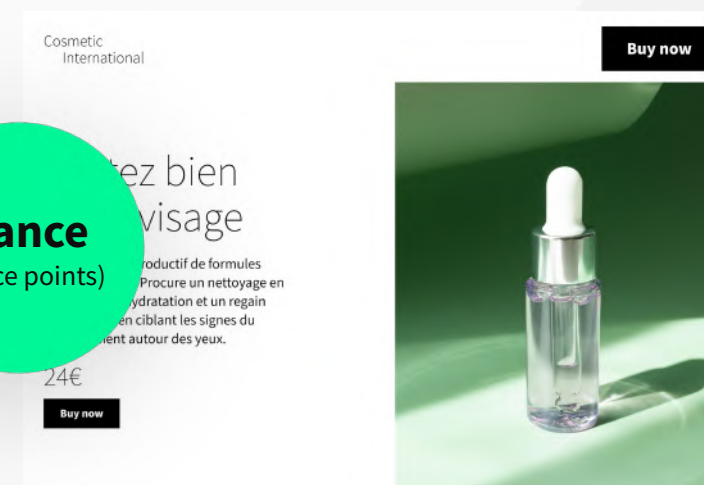 Cosmetic
International
Buy now
ez bien
visage
ance
ce points)
roductif de formules
Procure un nettoyage en
ydratation et un regain
en ciblant les signes du
ent autour des yeux.
24€
Buy now